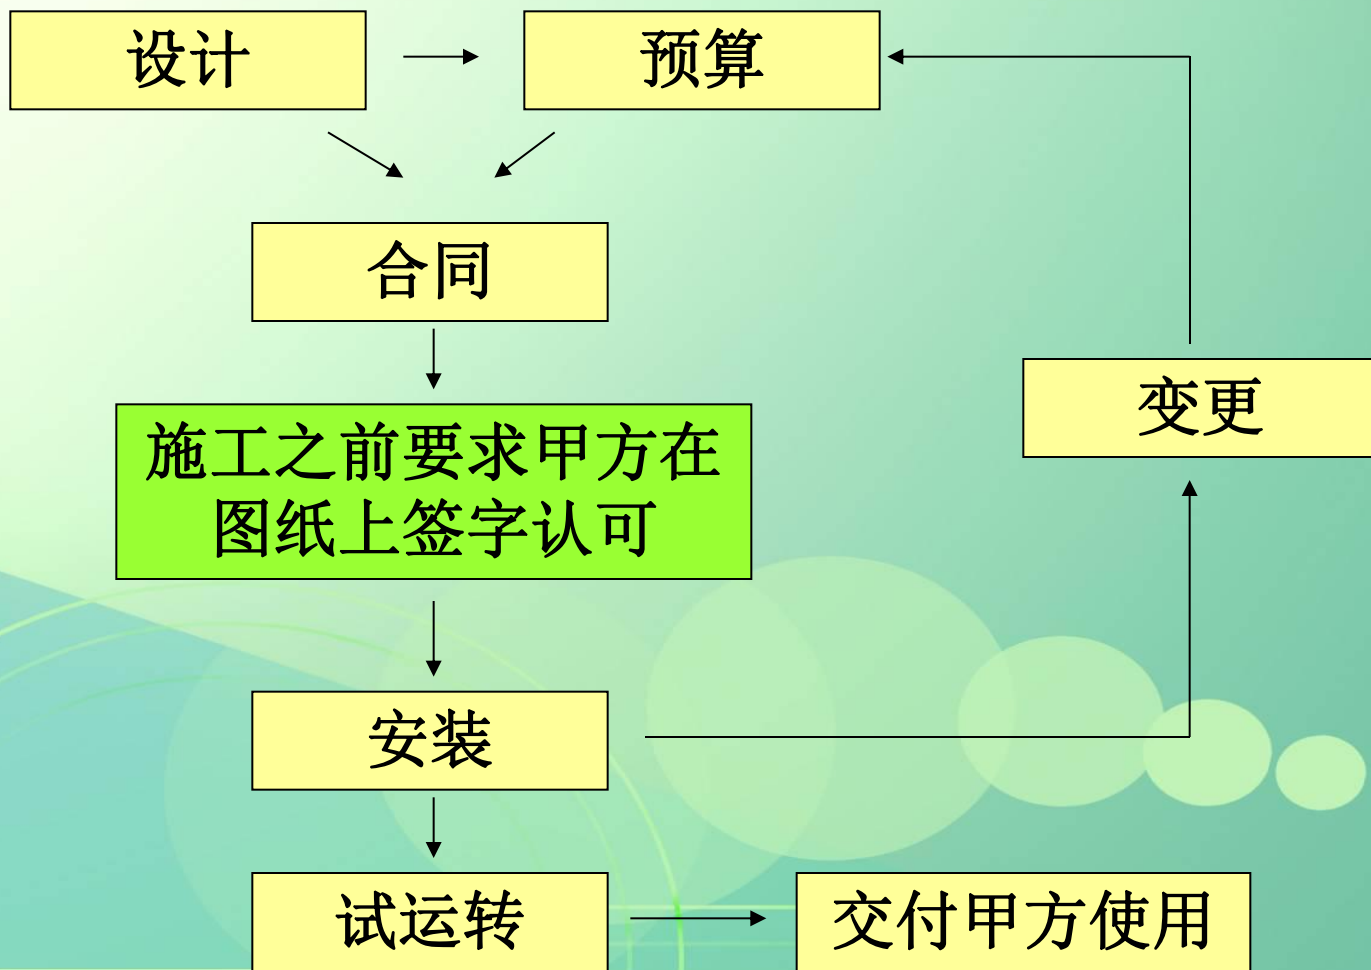 设计
预算
合同
变更
施工之前要求甲方在
图纸上签字认可
安装
试运转
交付甲方使用